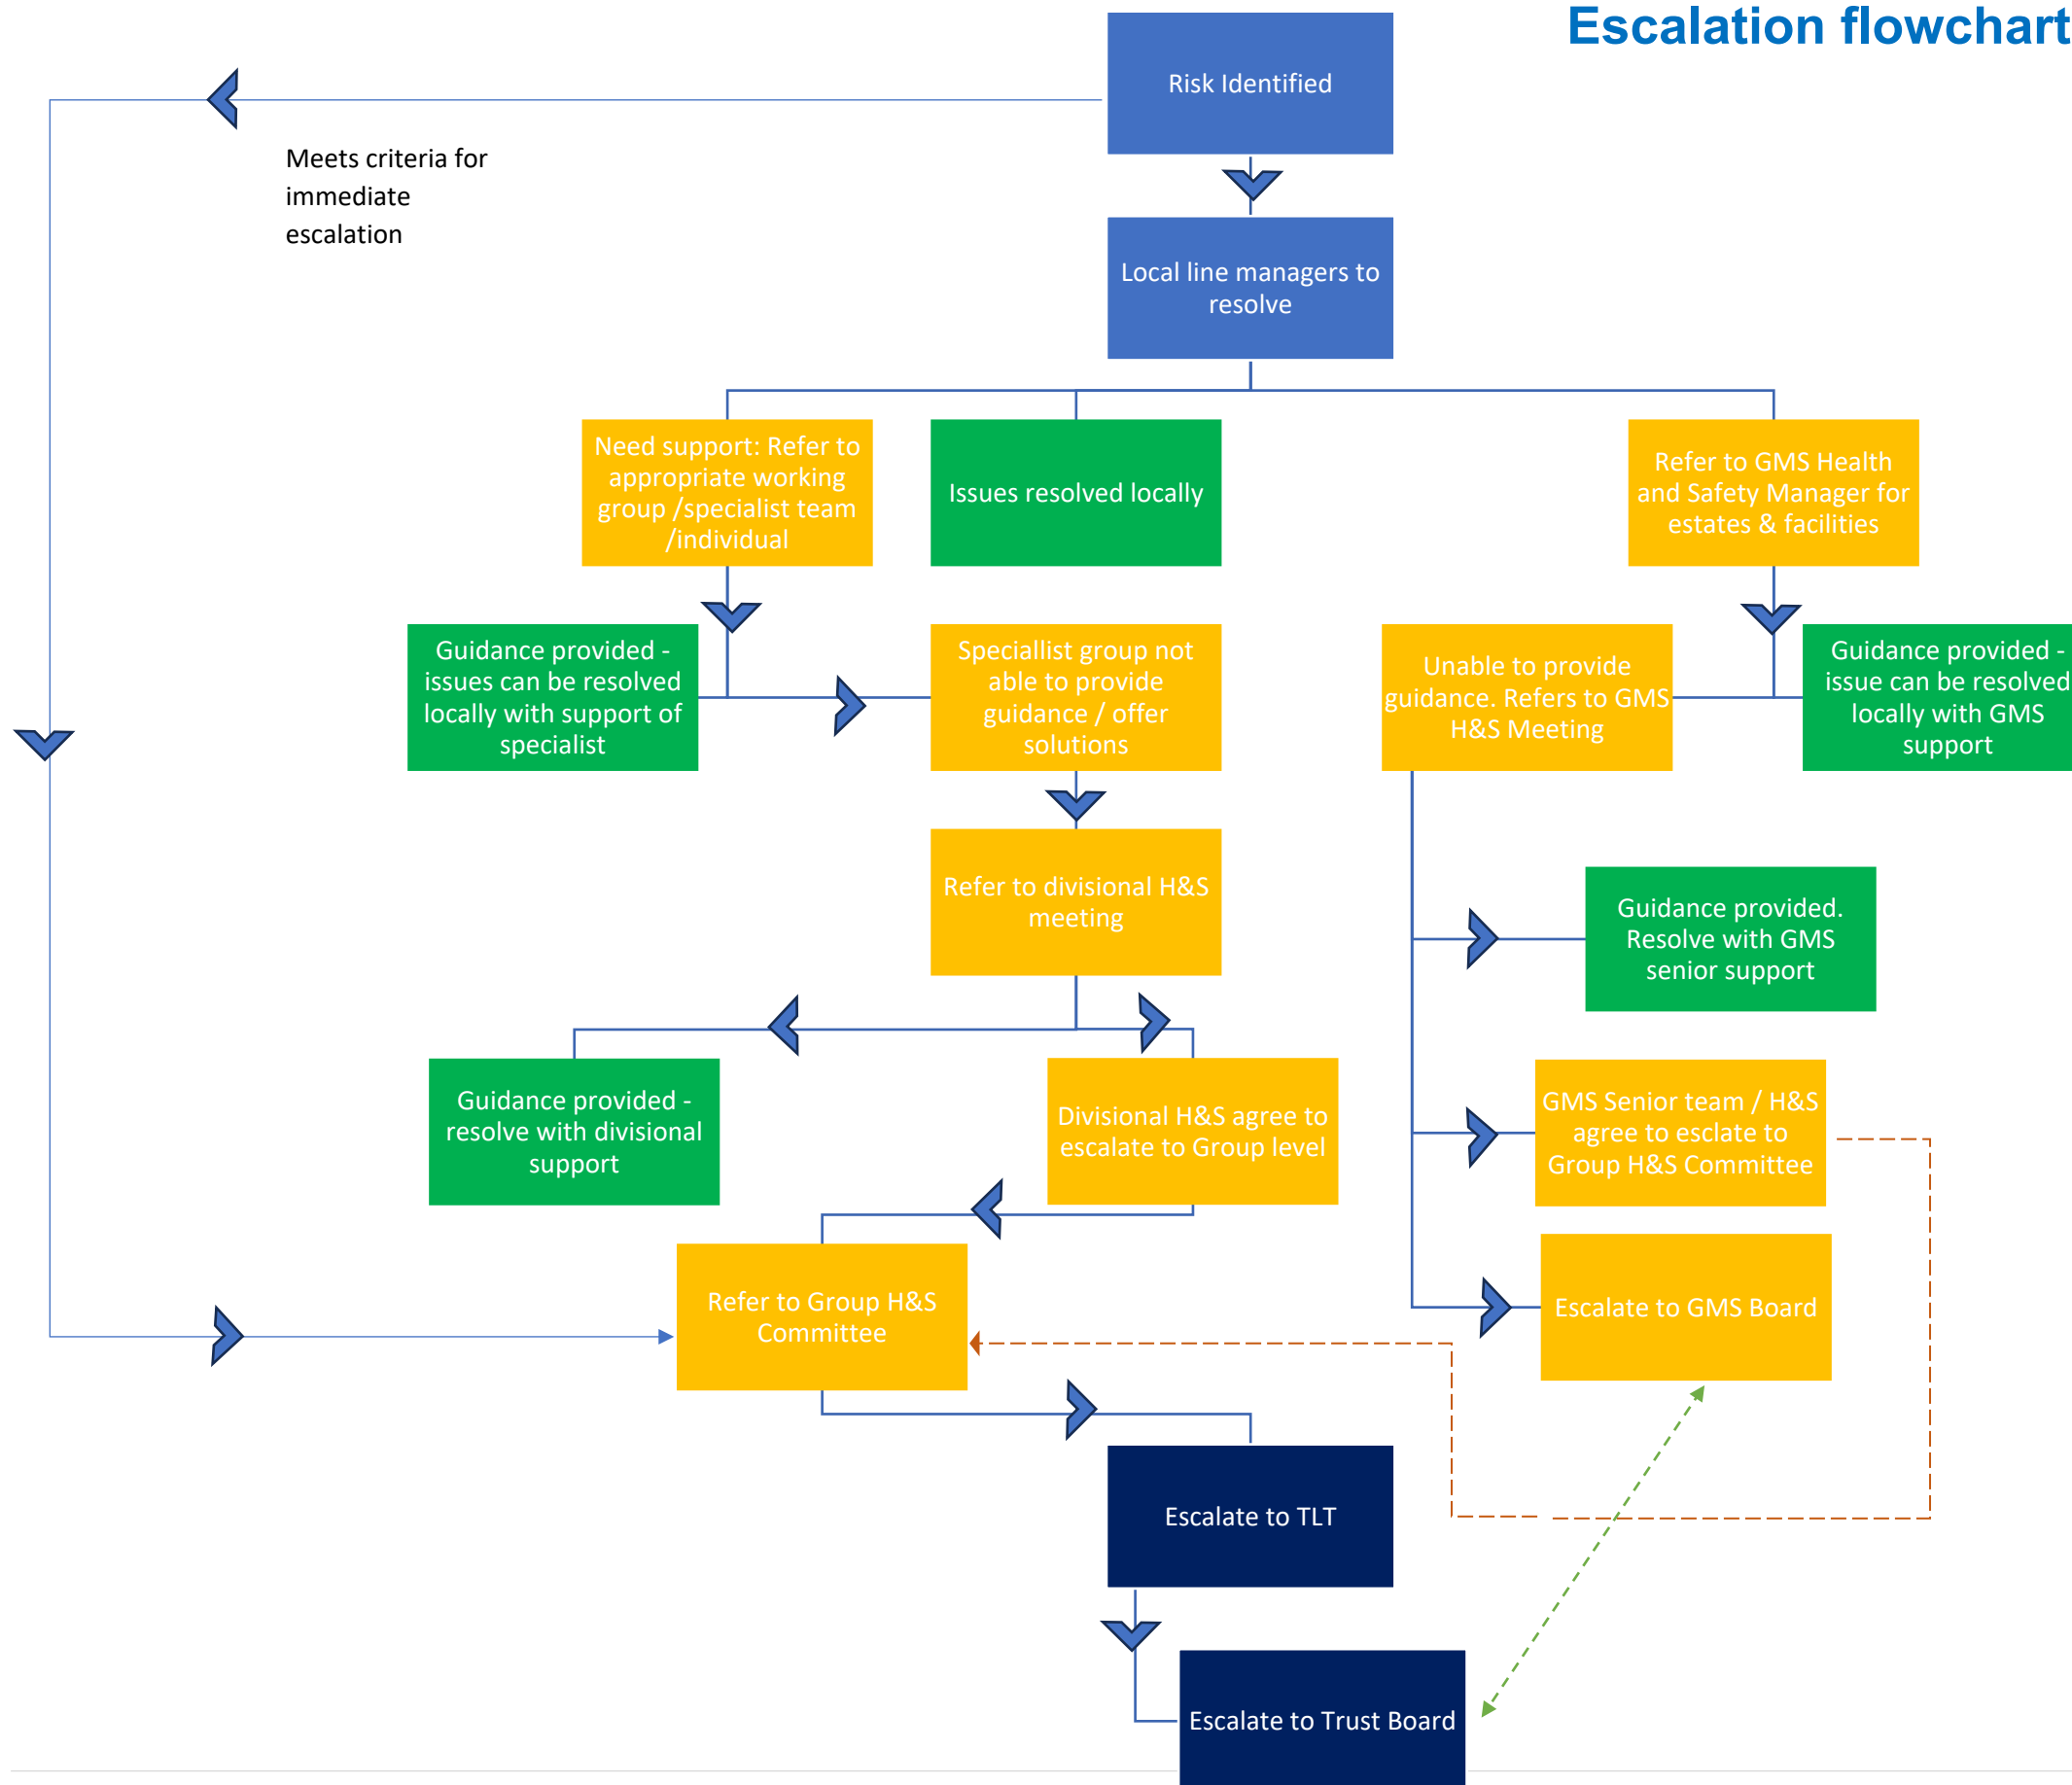 Escalation flowchart
Risk Identified
Meets criteria for
immediate
escalation
Local line managers to
resolve
Need support: Refer to
appropriate working
group /specialist team
/individual
Issues resolved locally
Refer to GMS Health
and Safety Manager for
estates & facilities
Guidance provided -
issues can be resolved
locally with support of
specialist
Speciallist group not
able to provide
guidance / offer
solutions
Unable to provide
guidance. Refers to GMS
H&S Meeting
Guidance provided -
issue can be resolved
locally with GMS
support
Refer to divisional H&S
meeting
Guidance provided.
Resolve with GMS
senior support
Guidance provided -
resolve with divisional
support
Divisional H&S agree to
escalate to Group level
GMS Senior team / H&S
agree to esclate to
Group H&S Committee
Refer to Group H&S
Committee
Escalate to GMS Board
Escalate to TLT
Escalate to Trust Board